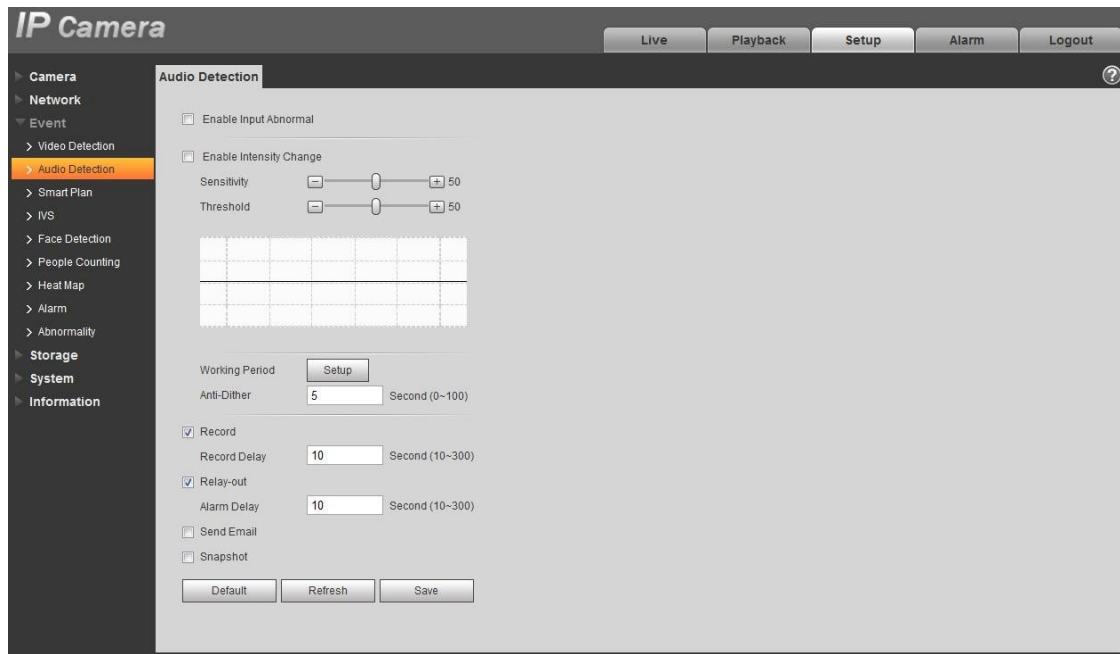 IP Camera
Live
Playback
Setup
Alarm
Logout
Camera
Network
Event
Video Detection
Audio Detection
Smart Plan
IVS
Face Detection
People Counting
Heat Map
Alarm
Abnormality
Storage
System
Information
Audio Detection
?
Enable Input Abnormal
Enable Intensity Change
Sensitivity 50
Threshold 50
Working Period Setup
Anti-Dither 5 Second (0~100)
Record
Record Delay 10 Second (10~300)
Relay-out
Alarm Delay 10 Second (10~300)
Send Email
Snapshot
Default Refresh Save